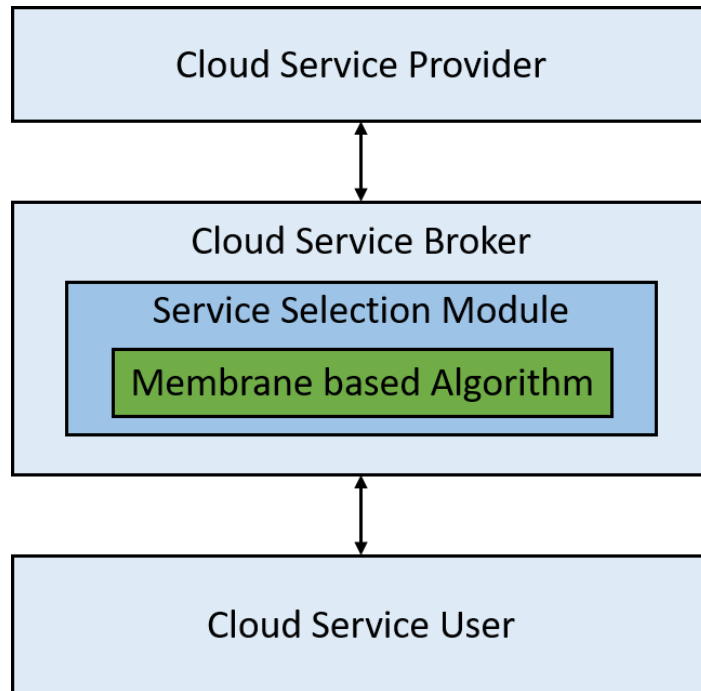 Cloud Service Provider
Cloud Service Broker
Service Selection Module
Membrane based Algorithm
Cloud Service User